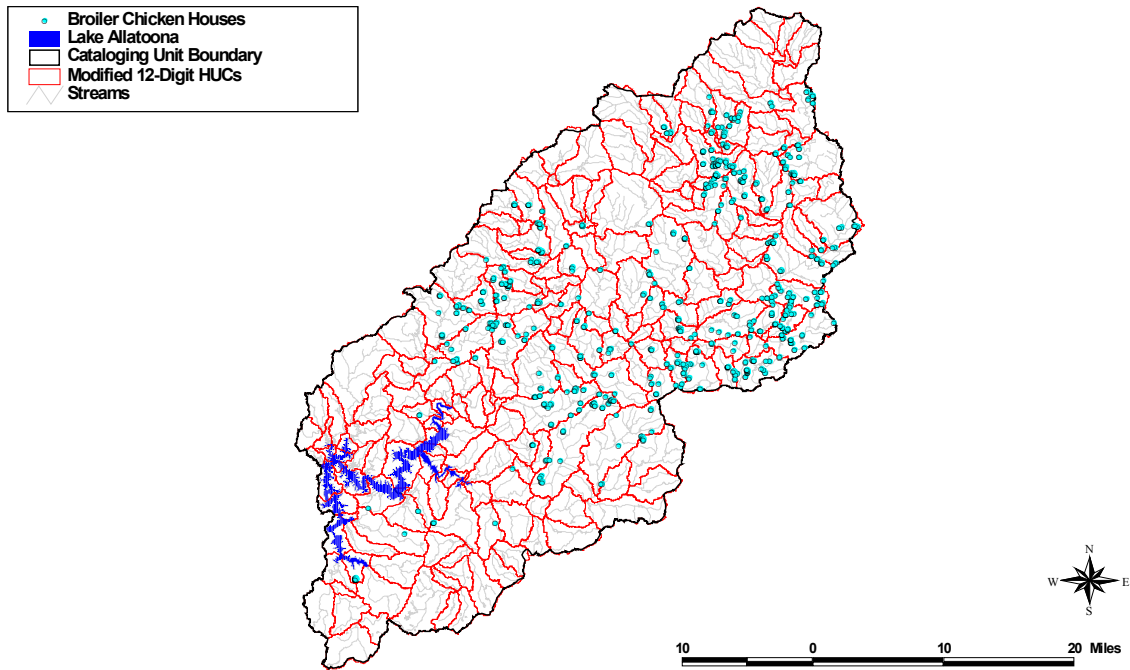 Broiler Chicken Houses
Lake Allatoona
Cataloging Unit Boundary
Modified 12-Digit HUCs
Streams
N
W E
S
10 0 10 20 Miles